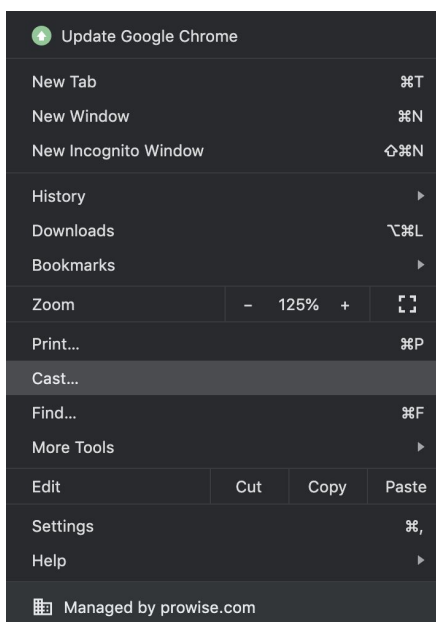 Update Google Chrome
New Tab ⌘T
New Window ⌘N
New Incognito Window ⇧⌘N
History
Downloads ⌥⌘L
Bookmarks
Zoom − 125% +
Print... ⌘P
Cast...
Find... ⌘F
More Tools
Edit Cut Copy Paste
Settings ⌘,
Help
Managed by prowise.com